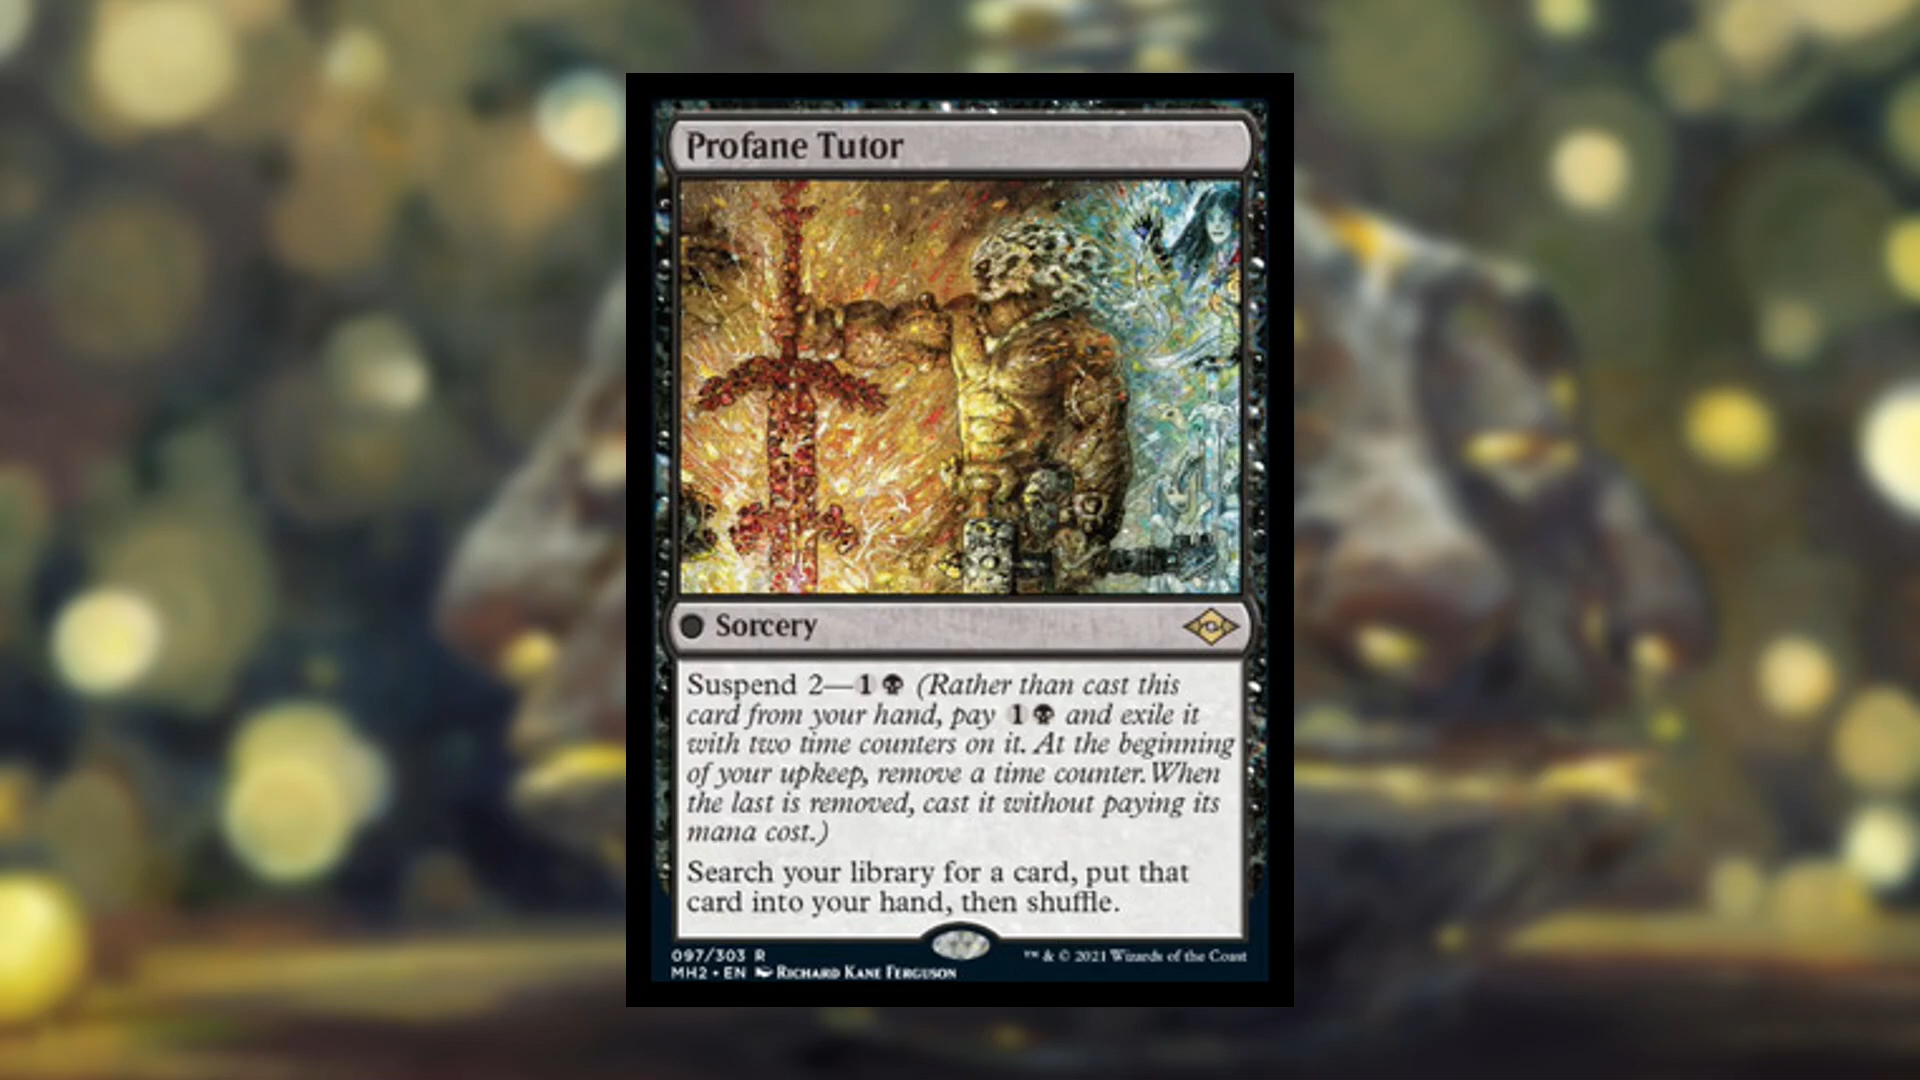 Profane Tutor
Sorcery
Suspend 2—1 (Rather than cast this
card from your hand, pay 1 and exile it
with two time counters on it. At the beginning
of your upkeep, remove a time counter. When
the last is removed, cast it without paying its
mana cost.)
Search your library for a card, put that
card into your hand, then shuffle.
097/303 R
MH2 • EN RICHARD KANE FERGUSON
™ & © 2021 Wizards of the Coast